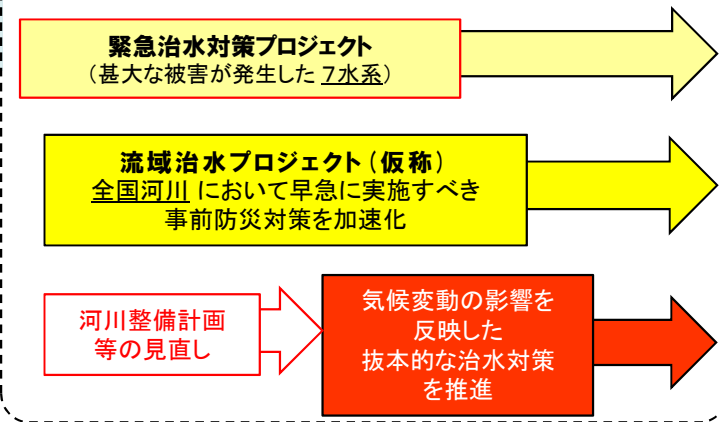 緊急治水対策プロジェクト
（甚大な被害が発生した 7水系）
流域治水プロジェクト（仮称）
全国河川 において早急に実施すべき
事前防災対策を加速化
河川整備計画
等の見直し
気候変動の影響を
反映した
抜本的な治水対策
を推進